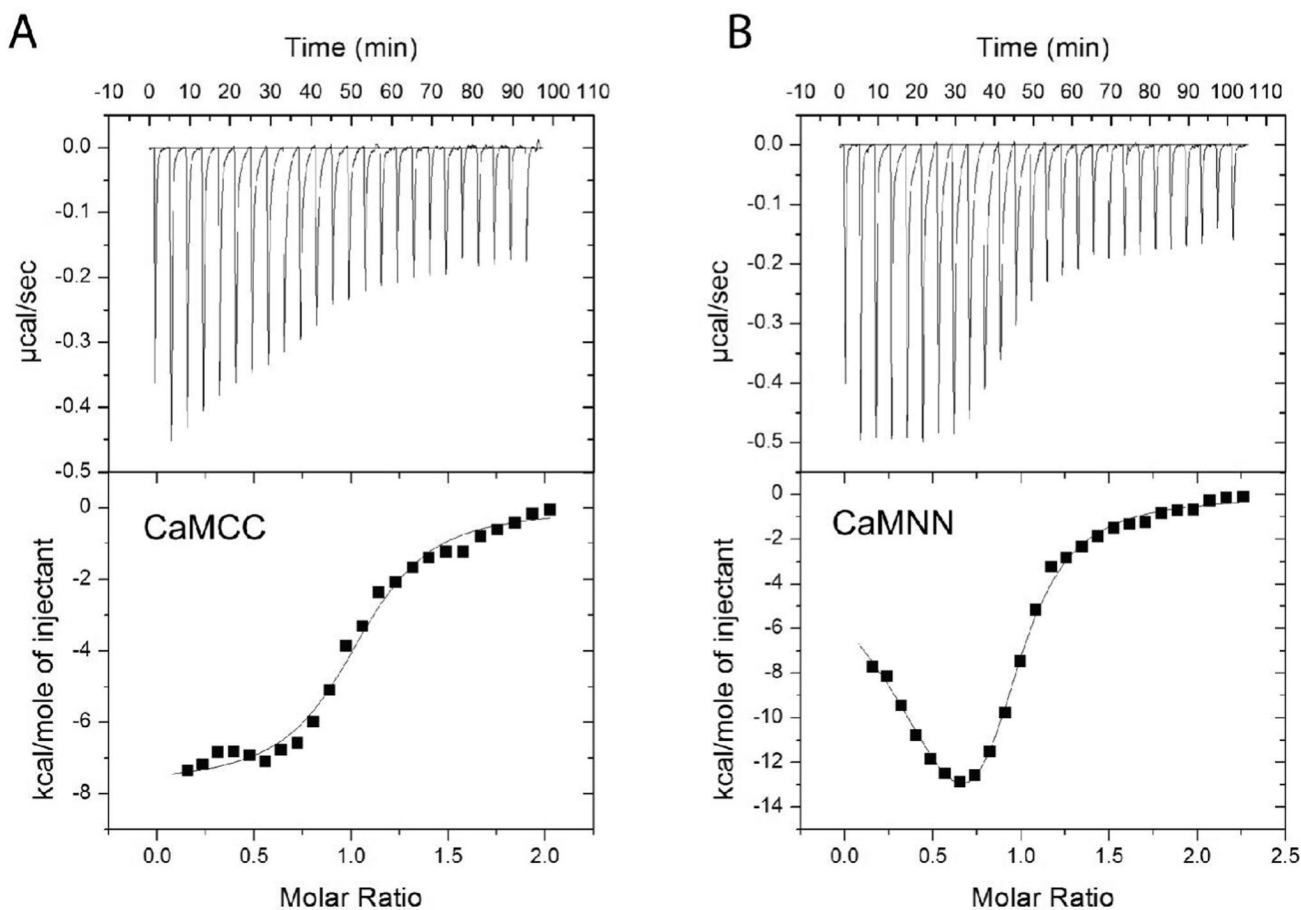 A
Time (min)
-10 0 10 20 30 40 50 60 70 80 90 100 110
0.0
-0.1
-0.2
-0.3
-0.4
-0.5
µcal/sec
0
-2
-4
-6
-8
kcal/mole of injectant
CaMCC
0.0 0.5 1.0 1.5 2.0
Molar Ratio
B
Time (min)
-10 0 10 20 30 40 50 60 70 80 90 100 110
0.0
-0.1
-0.2
-0.3
-0.4
-0.5
µcal/sec
0
-2
-4
-6
-8
-10
-12
-14
kcal/mole of injectant
CaMNN
0.0 0.5 1.0 1.5 2.0 2.5
Molar Ratio